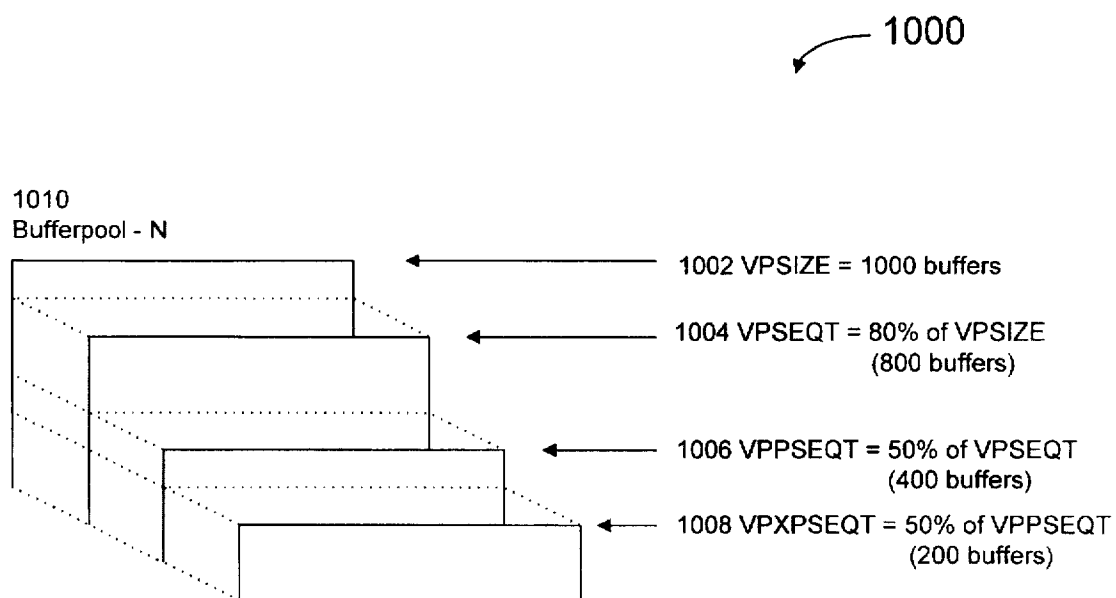 1000
1010
Bufferpool - N
1002 VPSIZE = 1000 buffers
1004 VPSEQT = 80% of VPSIZE
(800 buffers)
1006 VPPSEQT = 50% of VPSEQT
(400 buffers)
1008 VPXPSEQT = 50% of VPPSEQT
(200 buffers)